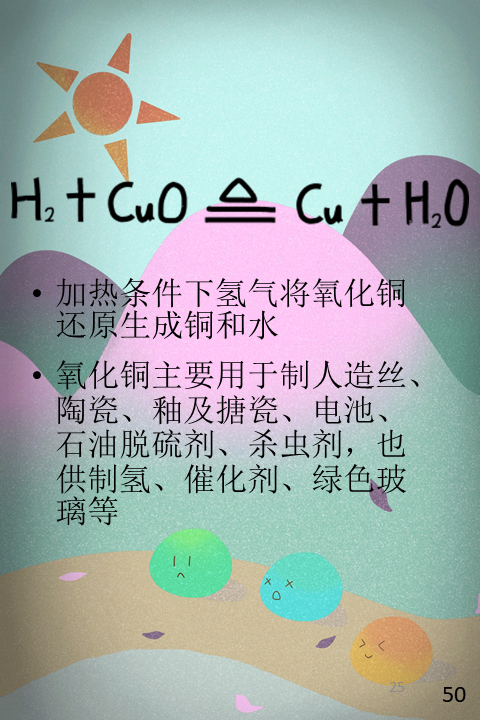 H₂+CuO ≜ Cu+H₂O
• 加热条件下氢气将氧化铜
还原生成铜和水
• 氧化铜主要用于制人造丝、
陶瓷、釉及搪瓷、电池、
石油脱硫剂、杀虫剂，也
供制氢、催化剂、绿色玻
璃等
25
50